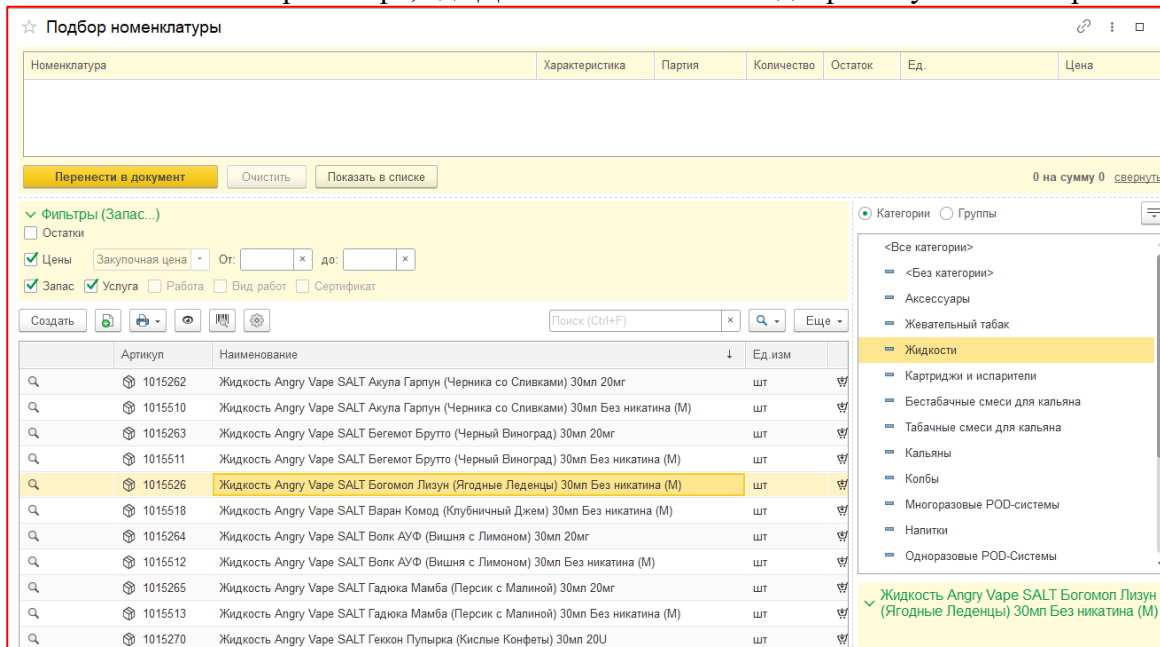 Подбор номенклатуры
Номенклатура Характеристика Партия Количество Остаток Ед. Цена
Перенести в документ Очистить Показать в списке 0 на сумму 0 свернуть
Фильтры (Запас...)
Категории Группы
Остатки
Цены Закупочная цена От: до:
Запас Услуга Работа Вид работ Сертификат
Создать Поиск (Ctrl+F) Еще
Артикул Наименование Ед.изм
1015262 Жидкость Angry Vape SALT Акула Гарпун (Черника со Сливками) 30мл 20мг шт
1015510 Жидкость Angry Vape SALT Акула Гарпун (Черника со Сливками) 30мл Без никатина (М) шт
1015263 Жидкость Angry Vape SALT Бегемот Брутто (Черный Виноград) 30мл 20мг шт
1015511 Жидкость Angry Vape SALT Бегемот Брутто (Черный Виноград) 30мл Без никатина (М) шт
1015526 Жидкость Angry Vape SALT Богомол Лизун (Ягодные Леденцы) 30мл Без никатина (М) шт
1015518 Жидкость Angry Vape SALT Варан Комод (Клубничный Джем) 30мл Без никатина (М) шт
1015264 Жидкость Angry Vape SALT Волк АУФ (Вишня с Лимоном) 30мл 20мг шт
1015512 Жидкость Angry Vape SALT Волк АУФ (Вишня с Лимоном) 30мл Без никатина (М) шт
1015265 Жидкость Angry Vape SALT Гадюка Мамба (Персик с Малиной) 30мл 20мг шт
1015513 Жидкость Angry Vape SALT Гадюка Мамба (Персик с Малиной) 30мл Без никатина (М) шт
1015270 Жидкость Angry Vape SALT Геккон Пупырка (Кислые Конфеты) 30мл 20U шт
<Все категории>
<Без категории>
Аксессуары
Жевательный табак
Жидкости
Картриджи и испарители
Бестабачные смеси для кальяна
Табачные смеси для кальяна
Кальяны
Колбы
Многоразовые POD-системы
Напитки
Одноразовые POD-Системы
Жидкость Angry Vape SALT Богомол Лизун
(Ягодные Леденцы) 30мл Без никатина (М)